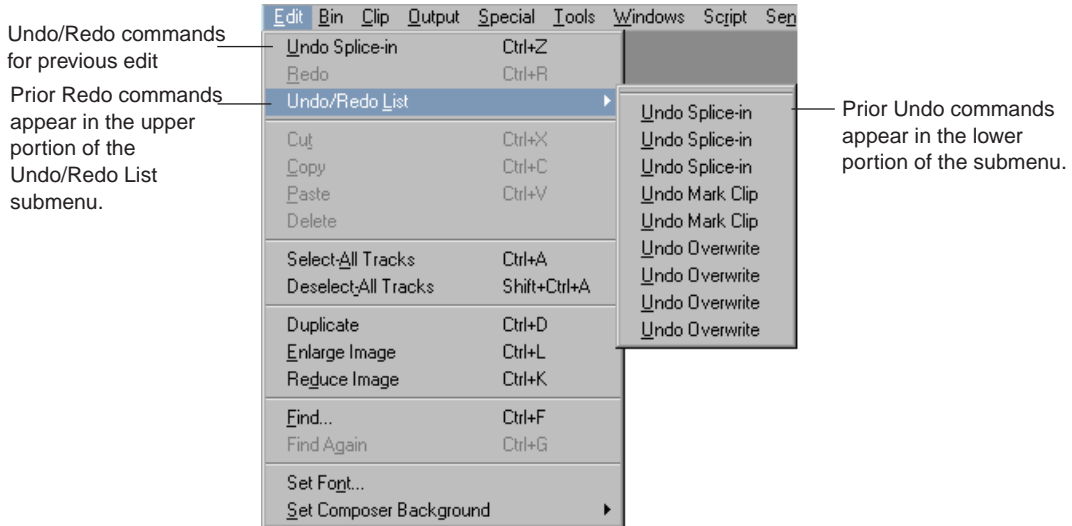 Edit Bin Clip Output Special Tools Windows Script Sen
Undo/Redo commands
for previous edit
Prior Redo commands
appear in the upper
portion of the
Undo/Redo List
submenu.
Undo Splice-in Ctrl+Z
Redo Ctrl+R
Undo/Redo List
Cut Ctrl+X
Copy Ctrl+C
Paste Ctrl+V
Delete
Select-All Tracks Ctrl+A
Deselect-All Tracks Shift+Ctrl+A
Duplicate Ctrl+D
Enlarge Image Ctrl+L
Reduce Image Ctrl+K
Find... Ctrl+F
Find Again Ctrl+G
Set Font...
Set Composer Background
Undo Splice-in
Undo Splice-in
Undo Splice-in
Undo Mark Clip
Undo Mark Clip
Undo Overwrite
Undo Overwrite
Undo Overwrite
Undo Overwrite
Prior Undo commands
appear in the lower
portion of the submenu.